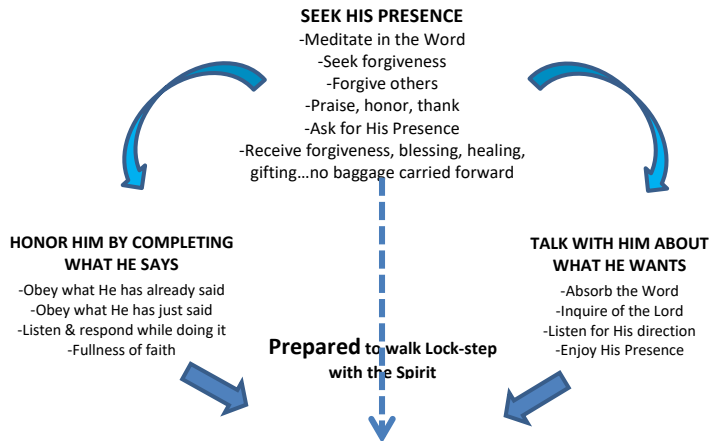 SEEK HIS PRESENCE
-Meditate in the Word
-Seek forgiveness
-Forgive others
-Praise, honor, thank
-Ask for His Presence
-Receive forgiveness, blessing, healing,
gifting...no baggage carried forward
HONOR HIM BY COMPLETING
WHAT HE SAYS
-Obey what He has already said
-Obey what He has just said
-Listen & respond while doing it
-Fullness of faith
Prepared to walk Lock-step
with the Spirit
TALK WITH HIM ABOUT
WHAT HE WANTS
-Absorb the Word
-Inquire of the Lord
-Listen for His direction
-Enjoy His Presence